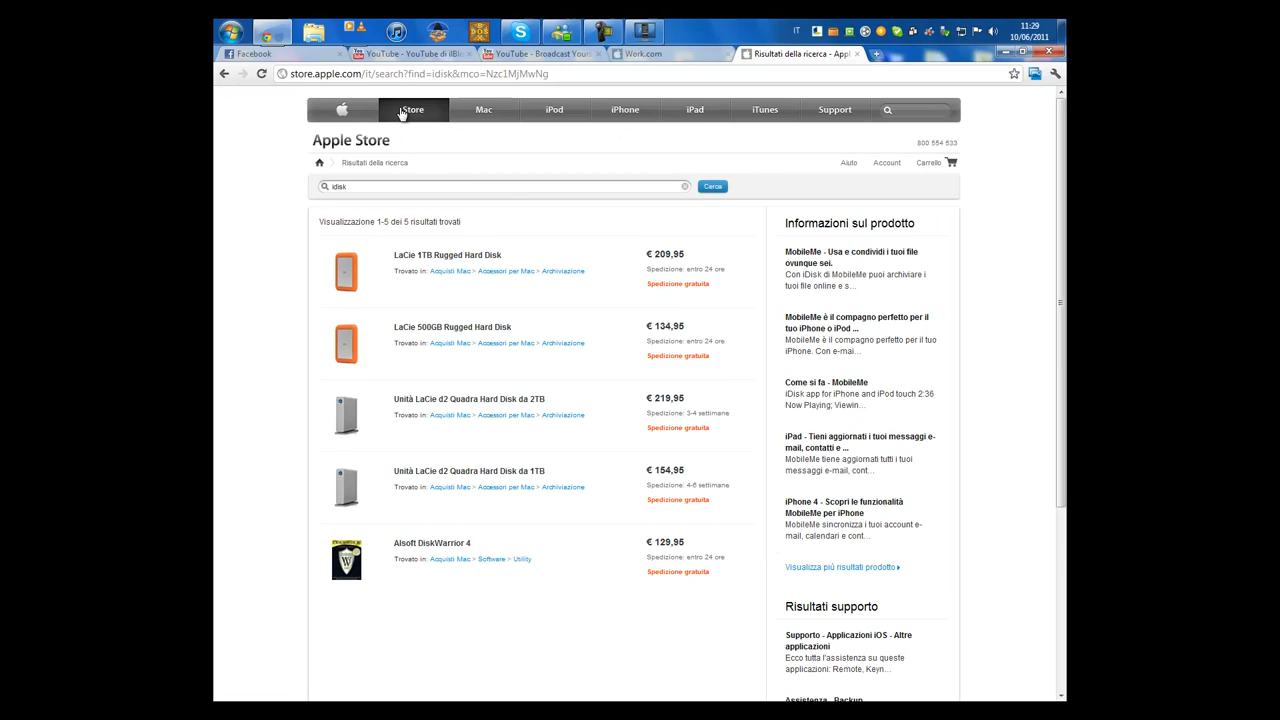 IT
11:29
10/06/2011
Facebook
YouTube - YouTube di ilBlo
YouTube - Broadcast Yours
Work.com
Risultati della ricerca - Appl
store.apple.com/it/search?find=idisk&mco=Nzc1MjMwNg
Store Mac iPod iPhone iPad iTunes Support
Apple Store
800 554 533
Risultati della ricerca
Aiuto Account Carrello
idisk
Cerca
Visualizzazione 1-5 dei 5 risultati trovati
LaCie 1TB Rugged Hard Disk
Trovato in: Acquisti Mac > Accessori per Mac > Archiviazione
€ 209,95
Spedizione: entro 24 ore
Spedizione gratuita
LaCie 500GB Rugged Hard Disk
Trovato in: Acquisti Mac > Accessori per Mac > Archiviazione
€ 134,95
Spedizione: entro 24 ore
Spedizione gratuita
Unità LaCie d2 Quadra Hard Disk da 2TB
Trovato in: Acquisti Mac > Accessori per Mac > Archiviazione
€ 219,95
Spedizione: 3-4 settimane
Spedizione gratuita
Unità LaCie d2 Quadra Hard Disk da 1TB
Trovato in: Acquisti Mac > Accessori per Mac > Archiviazione
€ 154,95
Spedizione: 4-6 settimane
Spedizione gratuita
Alsoft DiskWarrior 4
Trovato in: Acquisti Mac > Software > Utility
€ 129,95
Spedizione: entro 24 ore
Spedizione gratuita
Informazioni sul prodotto
MobileMe - Usa e condividi i tuoi file
ovunque sei.
Con iDisk di MobileMe puoi archiviare i
tuoi file online e s...
MobileMe è il compagno perfetto per il
tuo iPhone o iPod ...
MobileMe è il compagno perfetto per il tuo
iPhone. Con e-mai...
Come si fa - MobileMe
iDisk app for iPhone and iPod touch 2:36
Now Playing; Viewin...
iPad - Tieni aggiornati i tuoi messaggi e-
mail, contatti e ...
MobileMe tiene aggiornati tutti i tuoi
messaggi e-mail, cont...
iPhone 4 - Scopri le funzionalità
MobileMe per iPhone
MobileMe sincronizza i tuoi account e-
mail, calendari e cont...
Visualizza più risultati prodotto
Risultati supporto
Supporto - Applicazioni iOS - Altre
applicazioni
Ecco tutta l'assistenza su queste
applicazioni: Remote, Keyn...
Assistenza - Backup